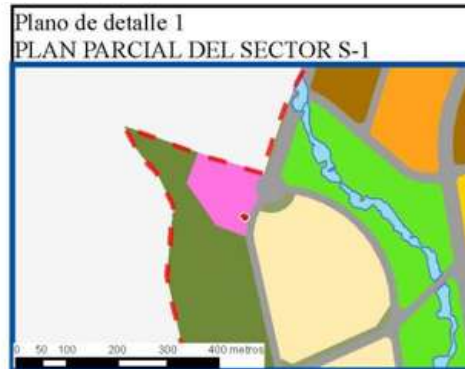 Plano de detalle 1
PLAN PARCIAL DEL SECTOR S-1
0 50 100 200 300 400 metros